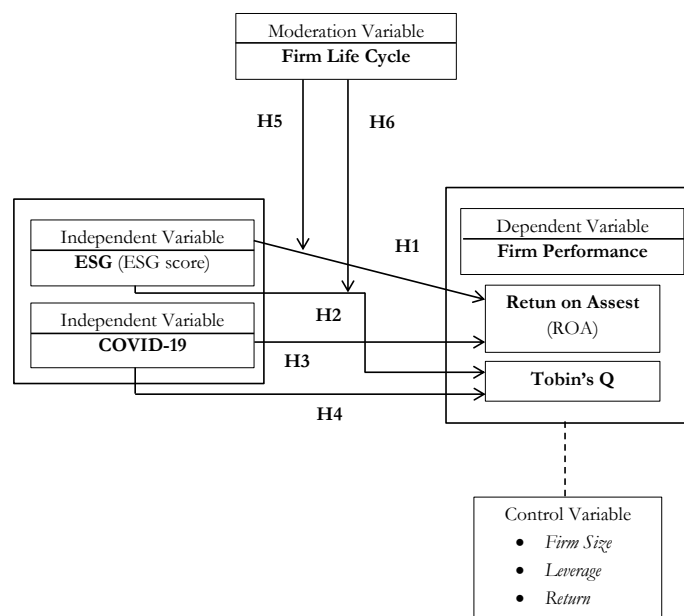 Moderation Variable
Firm Life Cycle
H5
H6
Independent Variable
ESG (ESG score)
Independent Variable
COVID-19
H1
H2
H3
H4
Dependent Variable
Firm Performance
Retun on Assest
(ROA)
Tobin's Q
Control Variable
• Firm Size
• Leverage
• Return